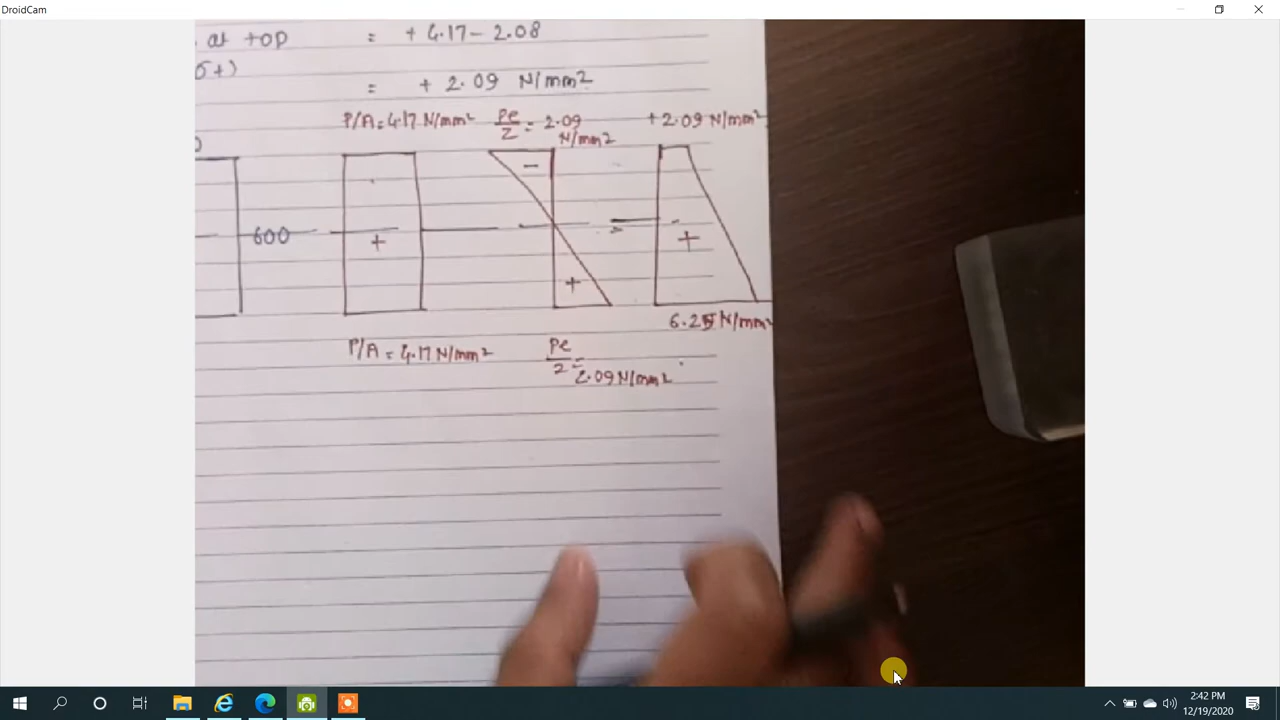 DroidCam
at top = + 4.17 - 2.08
σt)
= + 2.09 N/mm²
P/A = 4.17 N/mm² Pe/Z = 2.09 N/mm² + 2.09 N/mm²
-
600 + + = +
6.25 N/mm²
P/A = 4.17 N/mm² Pe/Z = 2.09 N/mm²
2:42 PM
12/19/2020